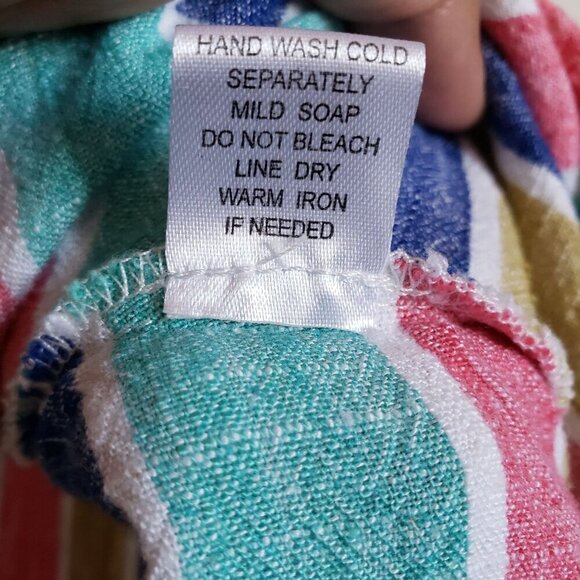 HAND WASH COLD
SEPARATELY
MILD SOAP
DO NOT BLEACH
LINE DRY
WARM IRON
IF NEEDED